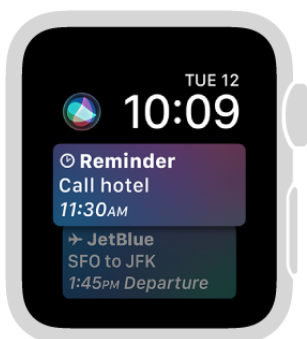 TUE 12
10:09
Reminder
Call hotel
11:30AM
JetBlue
SFO to JFK
1:45PM Departure